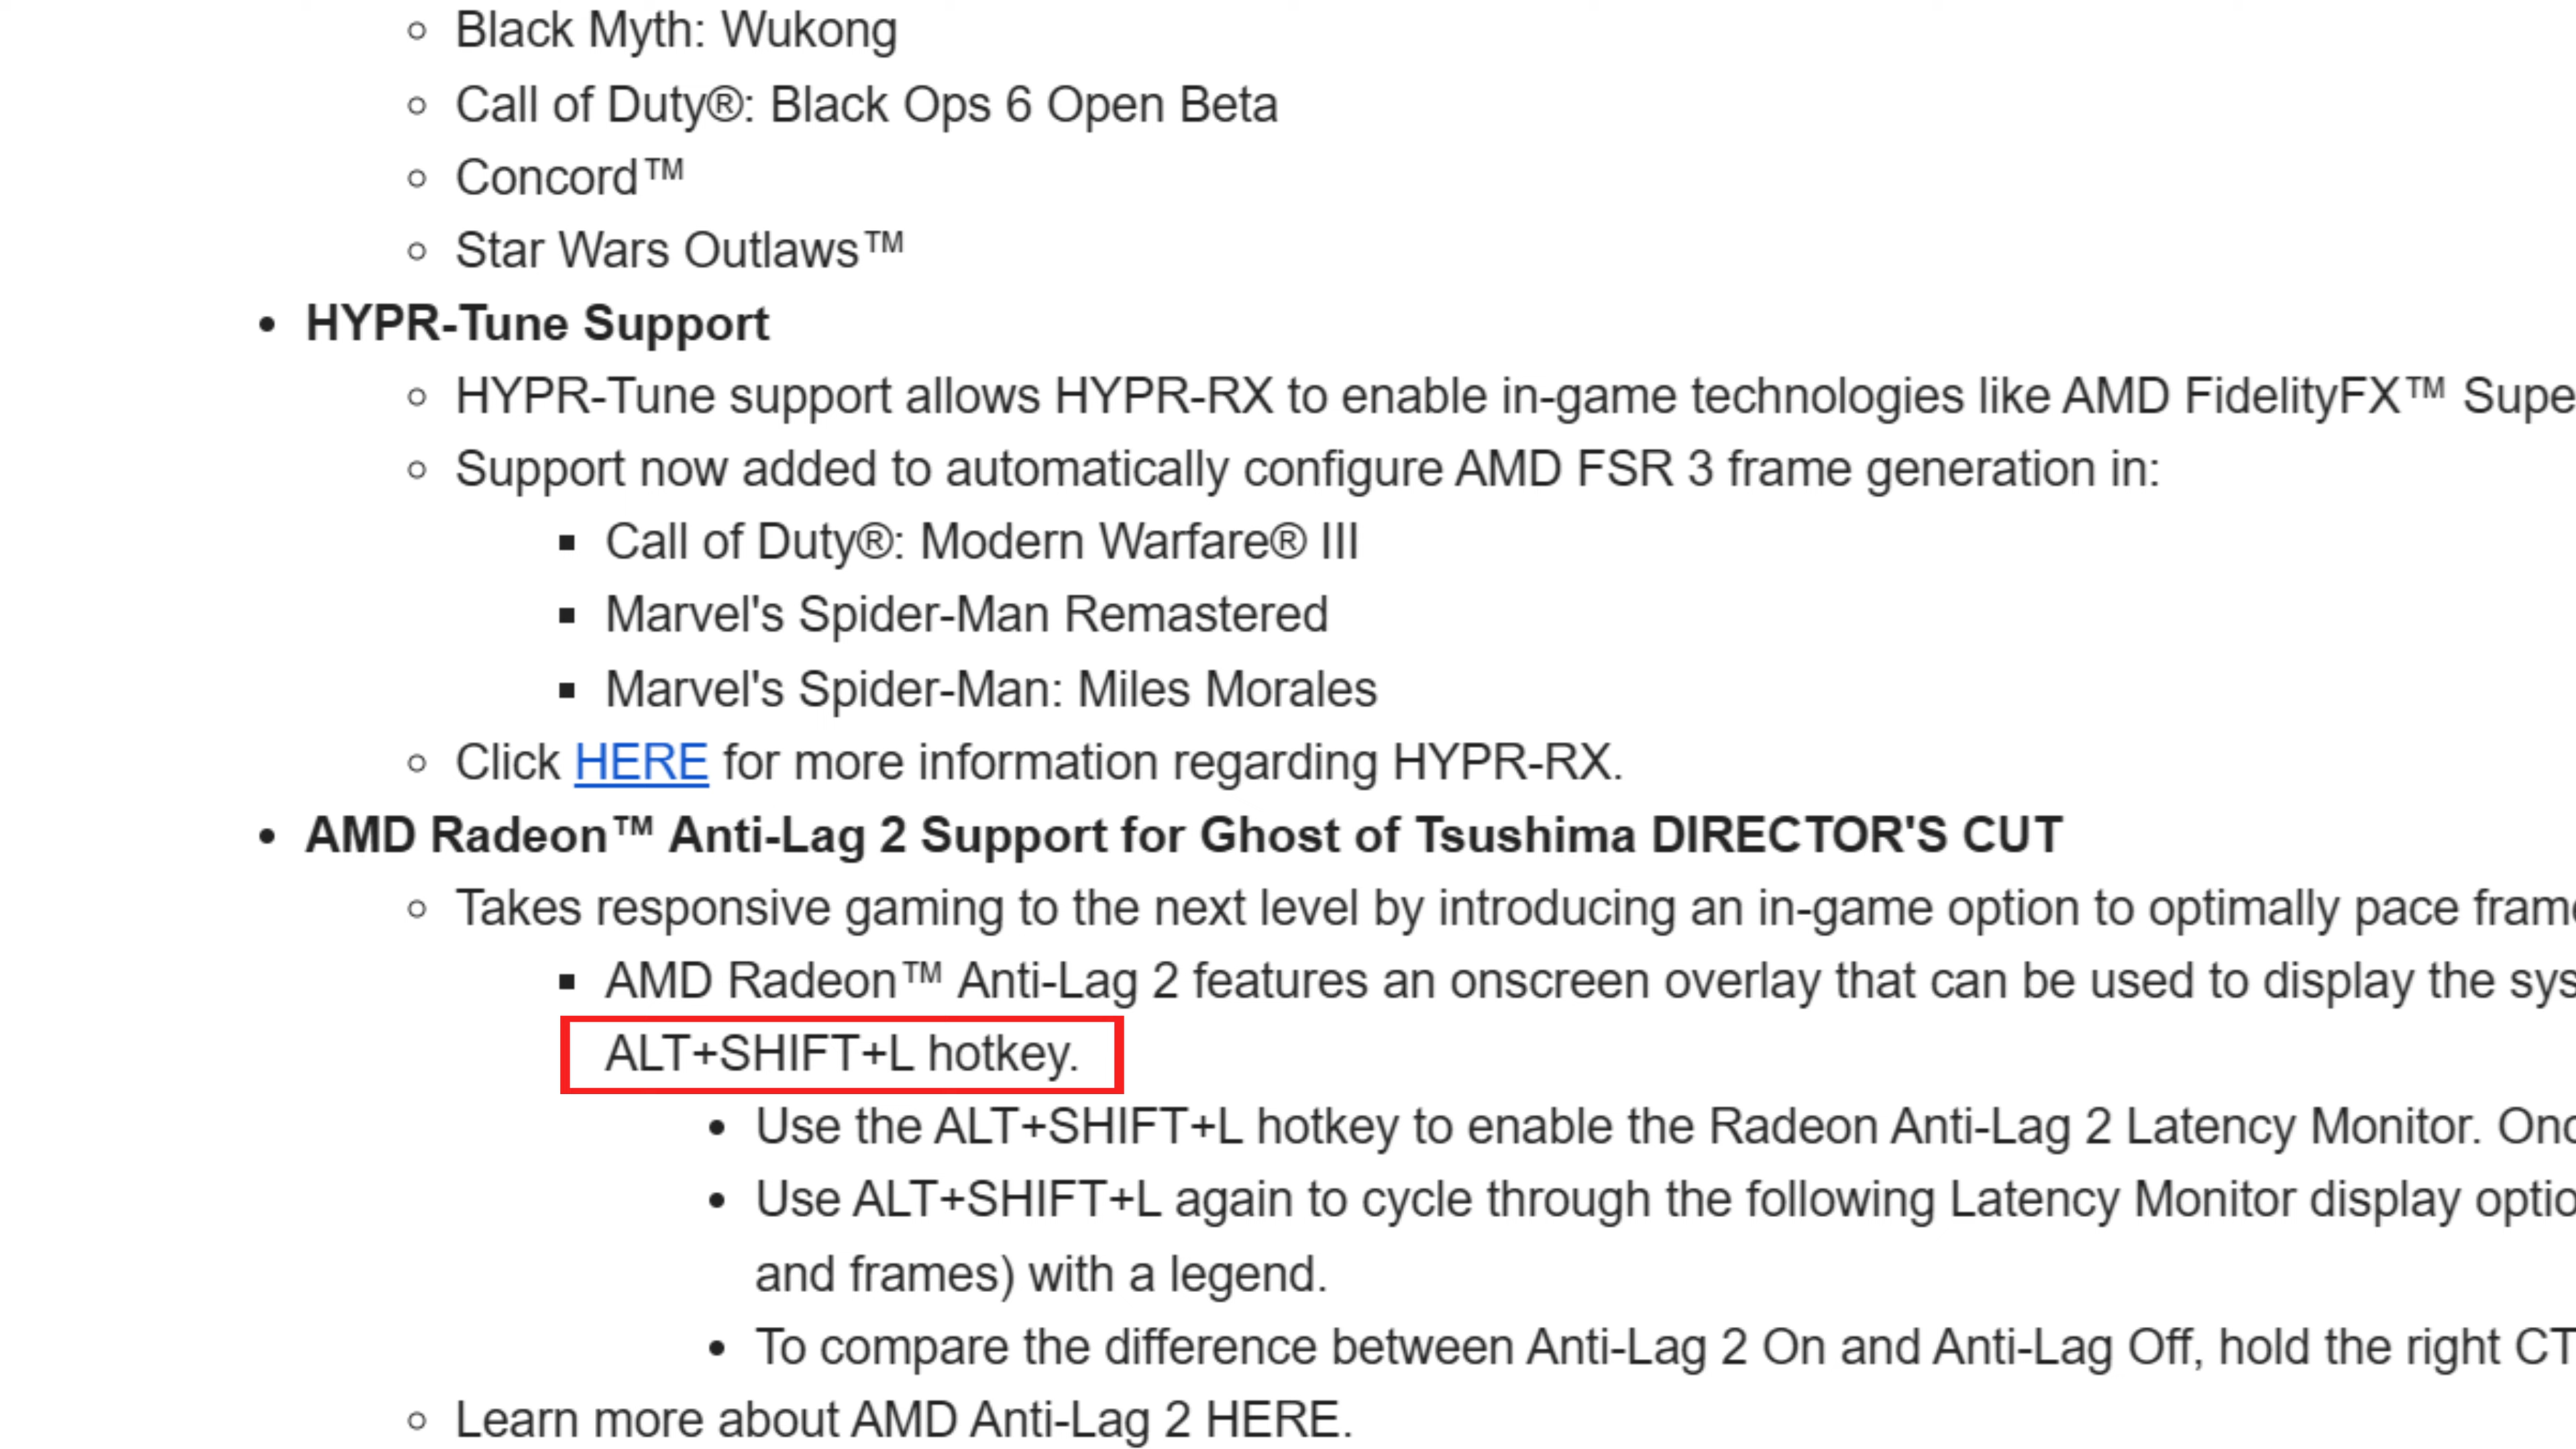 Black Myth: Wukong
Call of Duty®: Black Ops 6 Open Beta
Concord™
Star Wars Outlaws™
HYPR-Tune Support
HYPR-Tune support allows HYPR-RX to enable in-game technologies like AMD FidelityFX™ Supe
Support now added to automatically configure AMD FSR 3 frame generation in:
Call of Duty®: Modern Warfare® III
Marvel's Spider-Man Remastered
Marvel's Spider-Man: Miles Morales
Click HERE for more information regarding HYPR-RX.
AMD Radeon™ Anti-Lag 2 Support for Ghost of Tsushima DIRECTOR'S CUT
Takes responsive gaming to the next level by introducing an in-game option to optimally pace frame
AMD Radeon™ Anti-Lag 2 features an onscreen overlay that can be used to display the sys
ALT+SHIFT+L hotkey.
Use the ALT+SHIFT+L hotkey to enable the Radeon Anti-Lag 2 Latency Monitor. Onc
Use ALT+SHIFT+L again to cycle through the following Latency Monitor display optio
and frames) with a legend.
To compare the difference between Anti-Lag 2 On and Anti-Lag Off, hold the right CT
Learn more about AMD Anti-Lag 2 HERE.